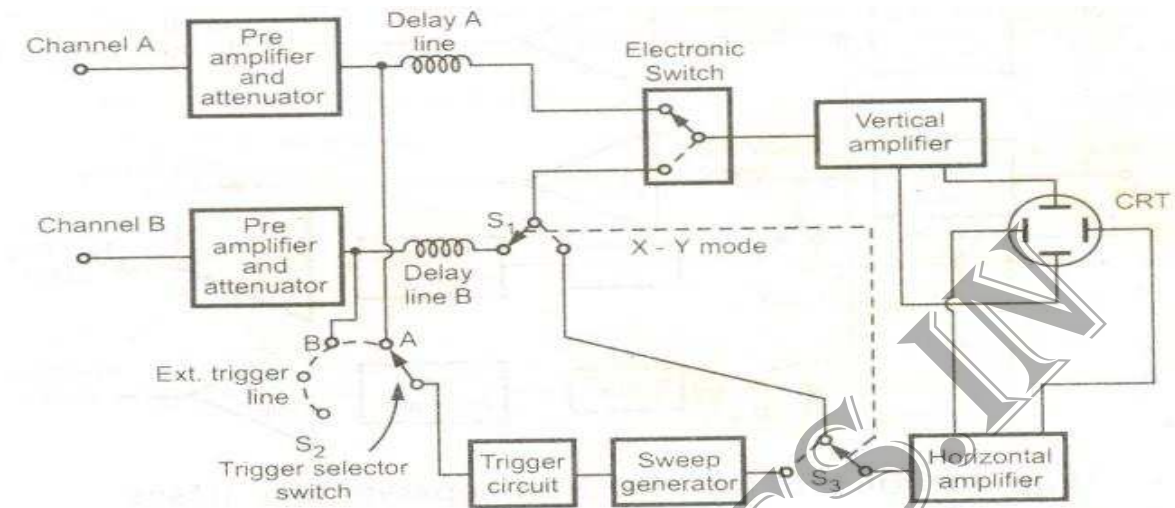 Channel A
Pre
amplifier
and
attenuator
Delay A
line
Electronic
Switch
Vertical
amplifier
CRT
Channel B
Pre
amplifier
and
attenuator
S1
Delay
line B
X - Y mode
B
A
Ext. trigger
line
S2
Trigger selector
switch
Trigger
circuit
Sweep
generator
S3
Horizontal
amplifier
S.IN